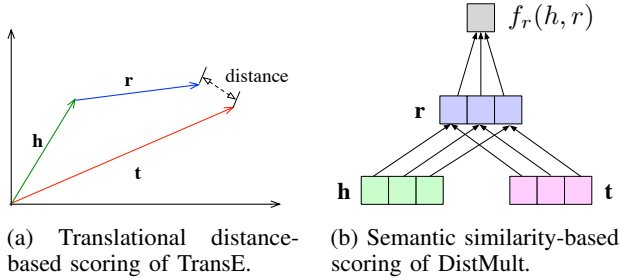 r
distance
h
t
(a) Translational distance-
based scoring of TransE.
f_r(h, r)
r
h
t
(b) Semantic similarity-based
scoring of DistMult.